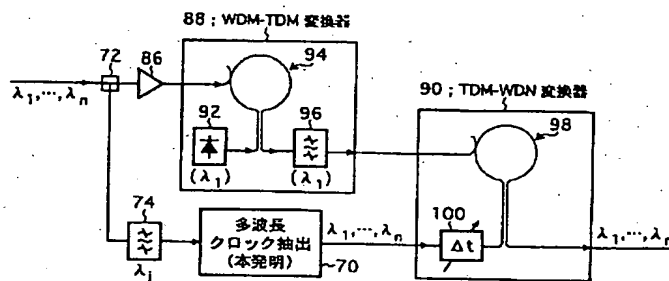 88；WDM-TDM 変換器
72
86
94
90；TDM-WDN 変換器
λ1,…,λn
92
96
98
(λ1)
(λ1)
74
100
多波長
クロック抽出
(本発明)
λ1,…,λn
Δt
λ1,…,λn
λj
70